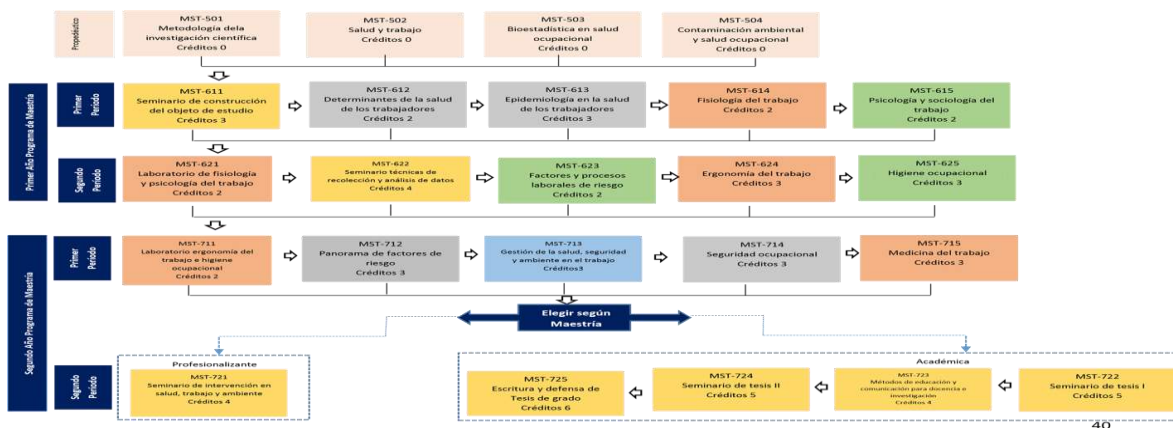 Propedéutico
MST-501
Metodología dela
investigación científica
Créditos 0
MST-502
Salud y trabajo
Créditos 0
MST-503
Bioestadística en salud
ocupacional
Créditos 0
MST-504
Contaminación ambiental
y salud ocupacional
Créditos 0
Primer Año Programa de Maestría
Primer
Periodo
MST-611
Seminario de construcción
del objeto de estudio
Créditos 3
MST-612
Determinantes de la salud
de los trabajadores
Créditos 2
MST-613
Epidemiología en la salud
de los trabajadores
Créditos 3
MST-614
Fisiología del trabajo
Créditos 2
MST-615
Psicología y sociología del
trabajo
Créditos 2
Segundo
Periodo
MST-621
Laboratorio de fisiología
y psicología del trabajo
Créditos 2
MST-622
Seminario técnicas de
recolección y análisis de datos
Créditos 4
MST-623
Factores y procesos
laborales de riesgo
Créditos 2
MST-624
Ergonomía del trabajo
Créditos 3
MST-625
Higiene ocupacional
Créditos 3
Segundo Año Programa de Maestría
Primer
Periodo
MST-711
Laboratorio ergonomía del
trabajo e higiene
ocupacional
Créditos 2
MST-712
Panorama de factores de
riesgo
Créditos 3
MST-713
Gestión de la salud, seguridad
y ambiente en el trabajo
Créditos3
MST-714
Seguridad ocupacional
Créditos 3
MST-715
Medicina del trabajo
Créditos 3
Elegir según
Maestría
Segundo
Periodo
Profesionalizante
MST-721
Seminario de intervención en
salud, trabajo y ambiente
Créditos 4
Académica
MST-725
Escritura y defensa de
Tesis de grado
Créditos 6
MST-724
Seminario de tesis II
Créditos 5
MST-723
Métodos de educación y
comunicación para docencia e
investigación
Créditos 4
MST-722
Seminario de tesis I
Créditos 5
40